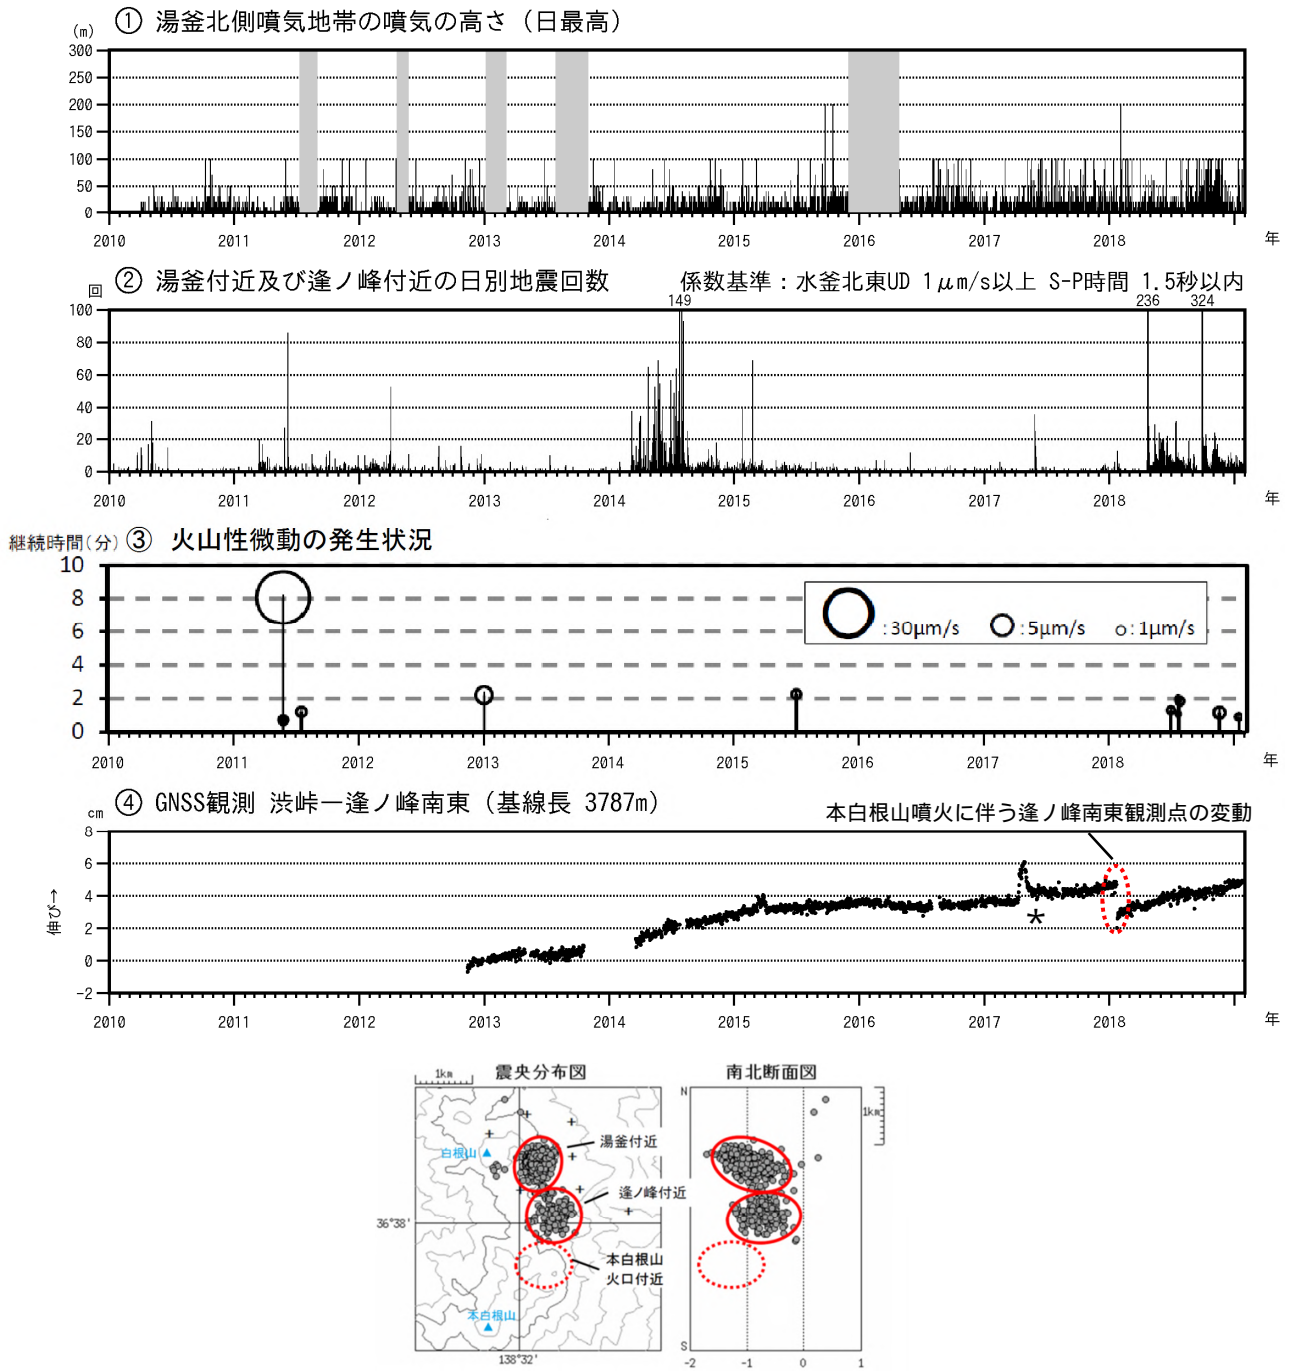 ① 湯釜北側噴気地帯の噴気の高さ（日最高）
(m)
300
250
200
150
100
50
0
2010 2011 2012 2013 2014 2015 2016 2017 2018 年
② 湯釜付近及び逢ノ峰付近の日別地震回数 係数基準：水釜北東UD 1μm/s以上 S-P時間 1.5秒以内
回
149 236 324
100
80
60
40
20
0
2010 2011 2012 2013 2014 2015 2016 2017 2018 年
継続時間(分) ③ 火山性微動の発生状況
10
8
6
4
2
0
:30μm/s :5μm/s :1μm/s
2010 2011 2012 2013 2014 2015 2016 2017 2018 年
④ GNSS観測 渋峠－逢ノ峰南東（基線長 3787m）
本白根山噴火に伴う逢ノ峰南東観測点の変動
cm
伸び→
8
6
4
2
0
-2
*
2010 2011 2012 2013 2014 2015 2016 2017 2018 年
1km 震央分布図 南北断面図
N
1km
湯釜付近
白根山
逢ノ峰付近
36°38'
本白根山
火口付近
本白根山
S
138°32'
-2 -1 0 1